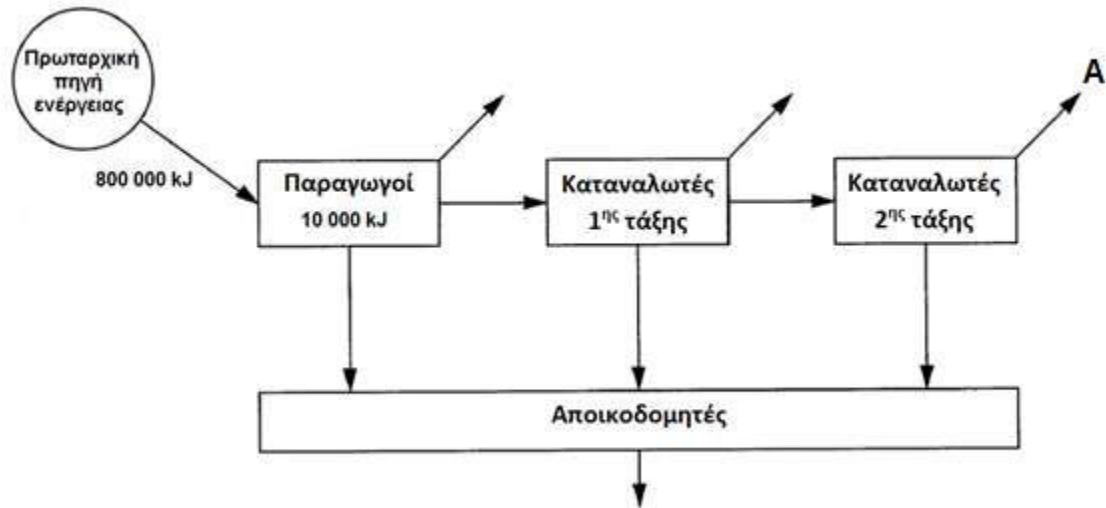 Πρωταρχική
πηγή
ενέργειας
A
800 000 kJ
Παραγωγοί
10 000 kJ
Καταναλωτές
1ης τάξης
Καταναλωτές
2ης τάξης
Αποικοδομητές